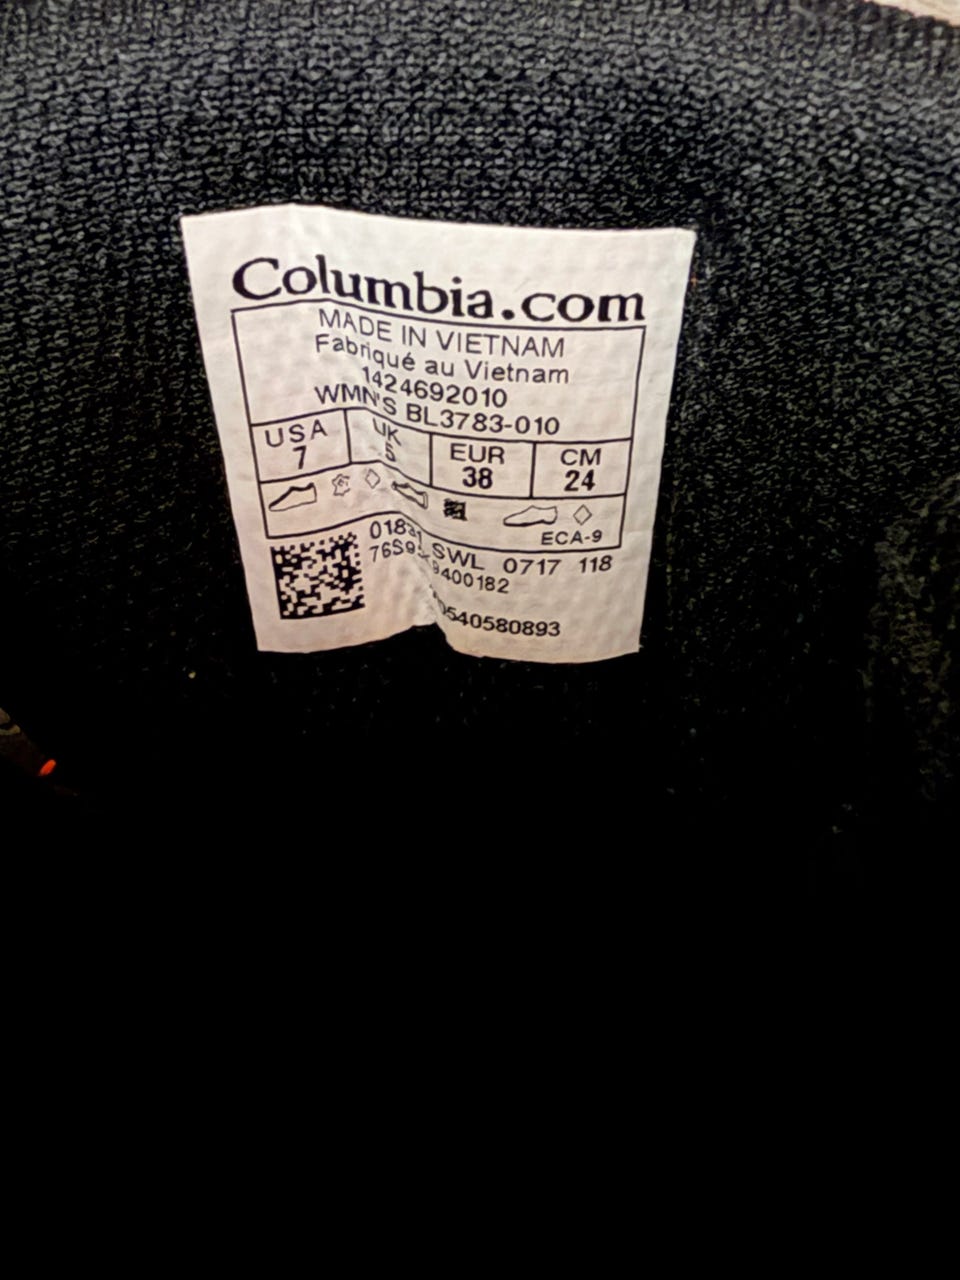 Columbia.com
MADE IN VIETNAM
Fabriqué au Vietnam
1424692010
WMN'S BL3783-010
USA UK EUR CM
7 5 38 24
ECA-9
SWL 0717 118